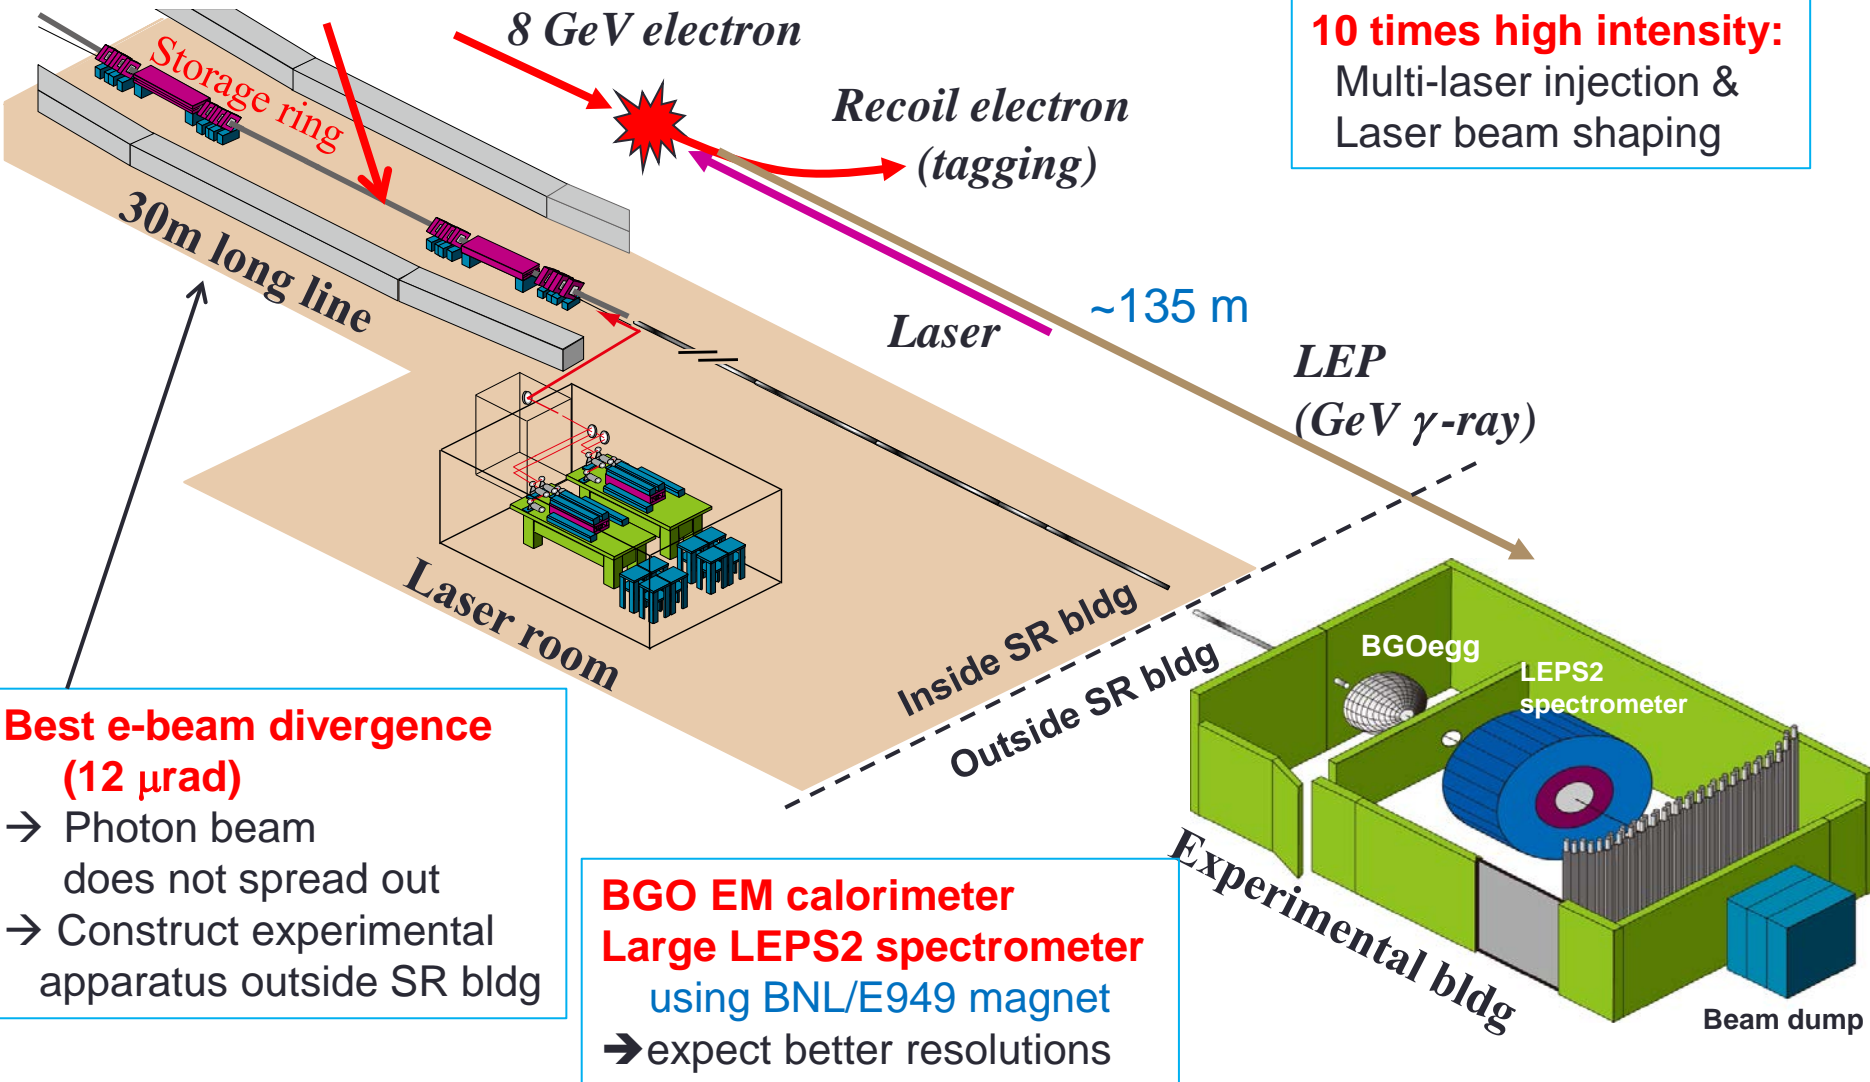 8 GeV electron
10 times high intensity:
Multi-laser injection &
Laser beam shaping
Storage ring
Recoil electron
(tagging)
30m long line
~135 m
Laser
LEP
(GeV γ-ray)
Laser room
Inside SR bldg
Outside SR bldg
BGOegg
LEPS2
spectrometer
Experimental bldg
Beam dump
Best e-beam divergence
(12 μrad)
→ Photon beam
does not spread out
→ Construct experimental
apparatus outside SR bldg
BGO EM calorimeter
Large LEPS2 spectrometer
using BNL/E949 magnet
➔expect better resolutions